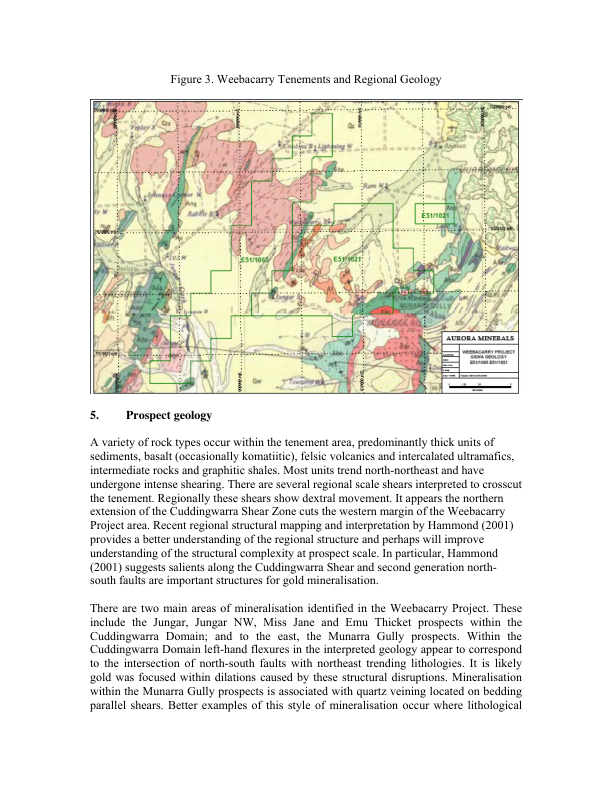 Figure 3. Weebacarry Tenements and Regional Geology
Rabbit B
Ram W
E51/1021
E51/1065
E51/1021
Jungar
AURORA MINERALS
WEEBACARRY PROJECT
GSWA GEOLOGY
E51/1065 E51/1021
5. Prospect geology
A variety of rock types occur within the tenement area, predominantly thick units of
sediments, basalt (occasionally komatiitic), felsic volcanics and intercalated ultramafics,
intermediate rocks and graphitic shales. Most units trend north-northeast and have
undergone intense shearing. There are several regional scale shears interpreted to crosscut
the tenement. Regionally these shears show dextral movement. It appears the northern
extension of the Cuddingwarra Shear Zone cuts the western margin of the Weebacarry
Project area. Recent regional structural mapping and interpretation by Hammond (2001)
provides a better understanding of the regional structure and perhaps will improve
understanding of the structural complexity at prospect scale. In particular, Hammond
(2001) suggests salients along the Cuddingwarra Shear and second generation north-
south faults are important structures for gold mineralisation.
There are two main areas of mineralisation identified in the Weebacarry Project. These
include the Jungar, Jungar NW, Miss Jane and Emu Thicket prospects within the
Cuddingwarra Domain; and to the east, the Munarra Gully prospects. Within the
Cuddingwarra Domain left-hand flexures in the interpreted geology appear to correspond
to the intersection of north-south faults with northeast trending lithologies. It is likely
gold was focused within dilations caused by these structural disruptions. Mineralisation
within the Munarra Gully prospects is associated with quartz veining located on bedding
parallel shears. Better examples of this style of mineralisation occur where lithological